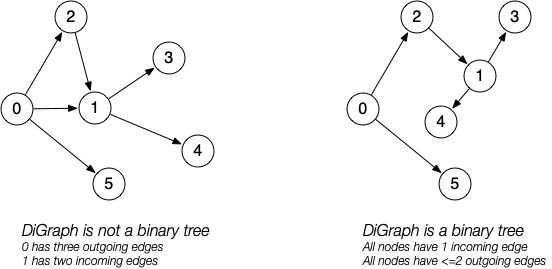 2
3
0
1
4
5
DiGraph is not a binary tree
0 has three outgoing edges
1 has two incoming edges
2
3
1
0
4
5
DiGraph is a binary tree
All nodes have 1 incoming edge
All nodes have <=2 outgoing edges